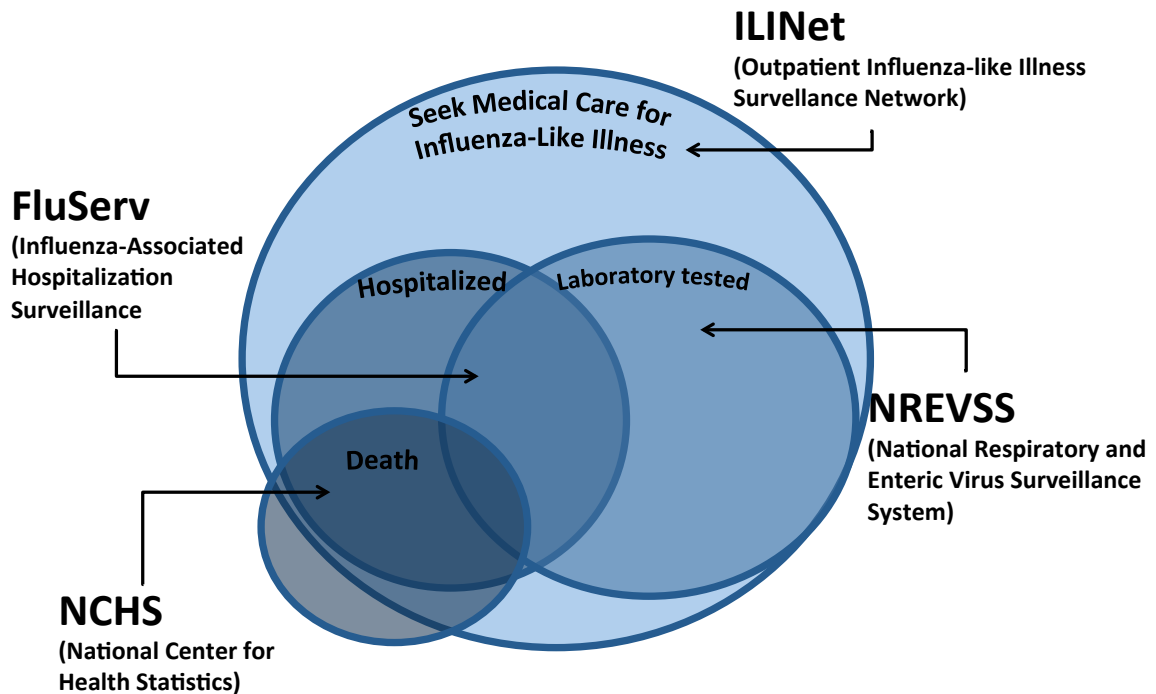 ILINet
(Outpatient Influenza-like Illness
Survellance Network)
Seek Medical Care for
Influenza-Like Illness
FluServ
(Influenza-Associated
Hospitalization
Surveillance
Hospitalized
Laboratory tested
NREVSS
(National Respiratory and
Enteric Virus Surveillance
System)
Death
NCHS
(National Center for
Health Statistics)